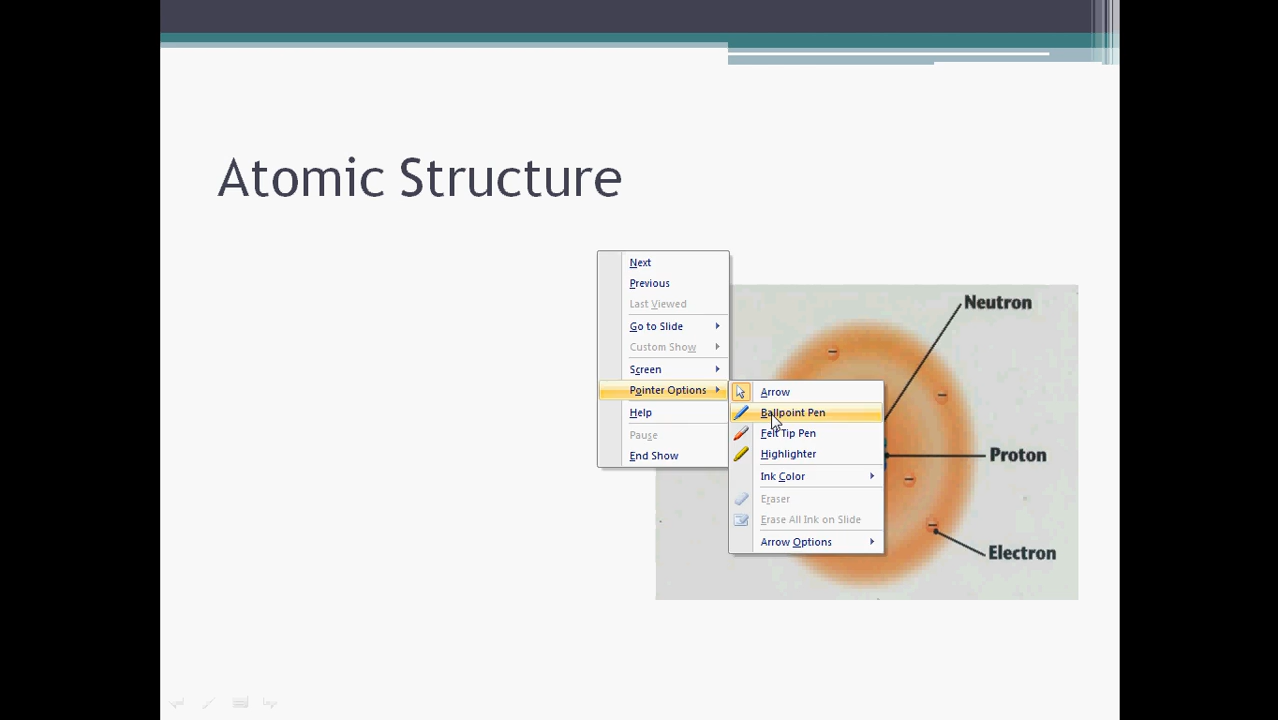 Atomic Structure
Next
Previous
Last Viewed
Go to Slide
Custom Show
Screen
Pointer Options
Help
Pause
End Show
Arrow
Ballpoint Pen
Felt Tip Pen
Highlighter
Ink Color
Eraser
Erase All Ink on Slide
Arrow Options
Neutron
Proton
Electron